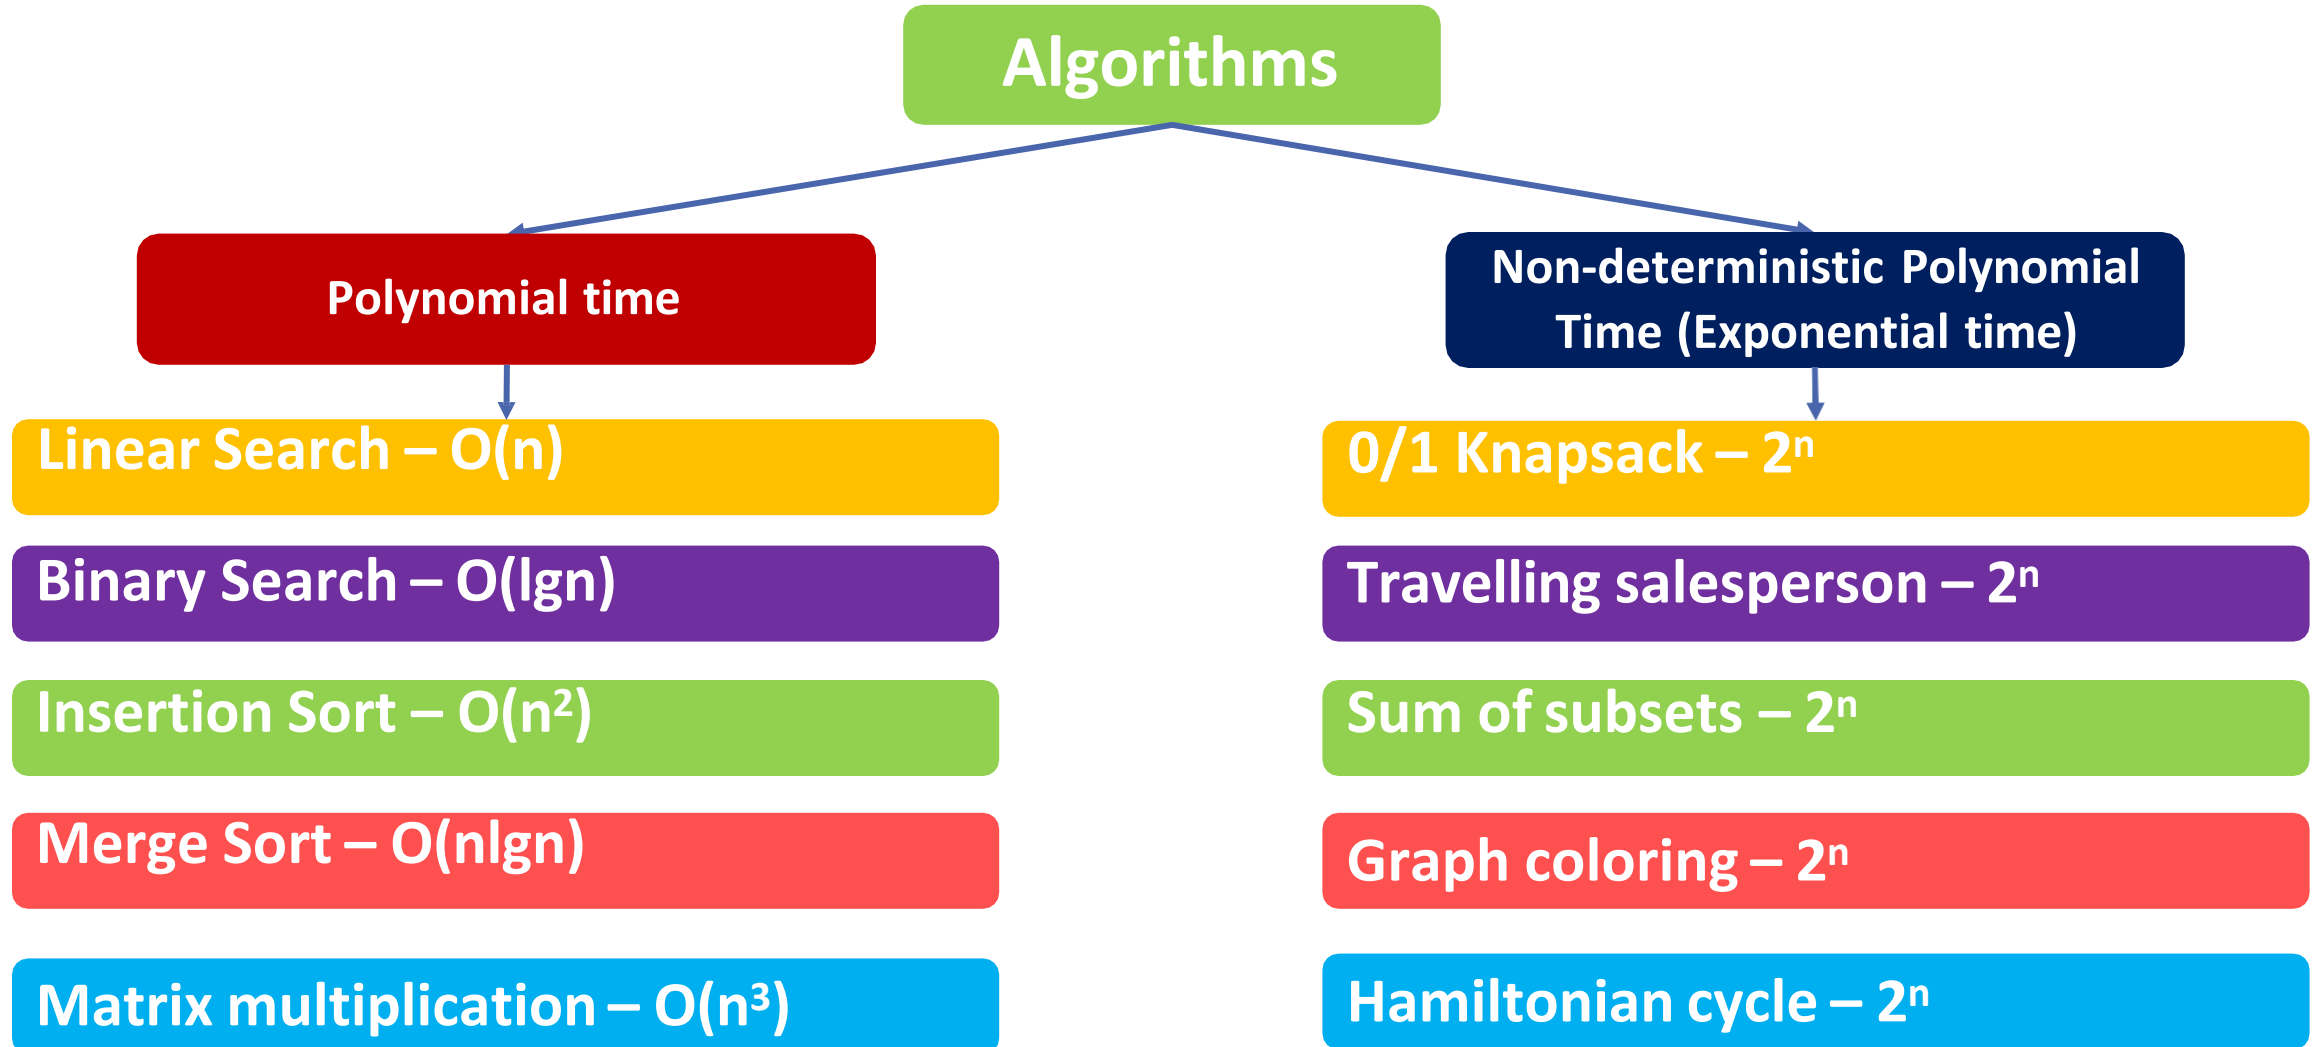 Algorithms
Polynomial time
Non-deterministic Polynomial
Time (Exponential time)
Linear Search – O(n)
Binary Search – O(lgn)
Insertion Sort – O(n²)
Merge Sort – O(nlgn)
Matrix multiplication – O(n³)
0/1 Knapsack – 2ⁿ
Travelling salesperson – 2ⁿ
Sum of subsets – 2ⁿ
Graph coloring – 2ⁿ
Hamiltonian cycle – 2ⁿ